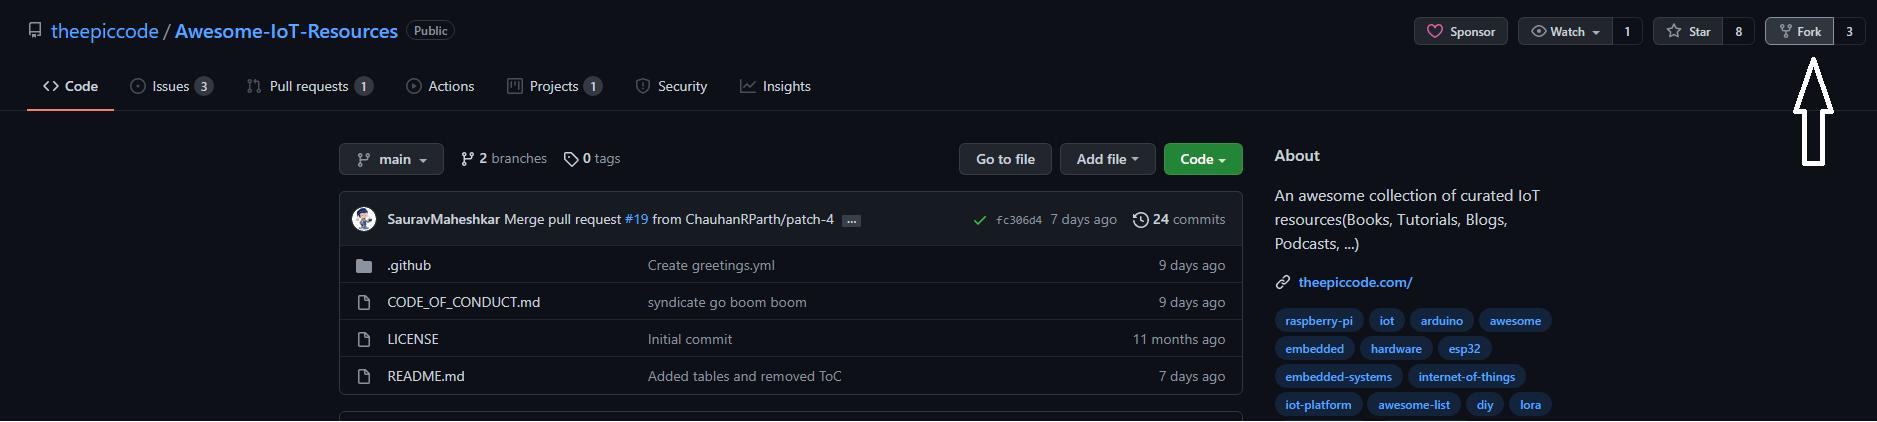 theepiccode / Awesome-IoT-Resources Public Sponsor Watch 1 Star 8 Fork 3
Code Issues 3 Pull requests 1 Actions Projects 1 Security Insights
main 2 branches 0 tags Go to file Add file Code
SauravMaheshkar Merge pull request #19 from ChauhanRParth/patch-4 ... fc306d4 7 days ago 24 commits
.github Create greetings.yml 9 days ago
CODE_OF_CONDUCT.md syndicate go boom boom 9 days ago
LICENSE Initial commit 11 months ago
README.md Added tables and removed ToC 7 days ago
About
An awesome collection of curated IoT
resources(Books, Tutorials, Blogs,
Podcasts, ...)
theepiccode.com/
raspberry-pi iot arduino awesome
embedded hardware esp32
embedded-systems internet-of-things
iot-platform awesome-list diy lora